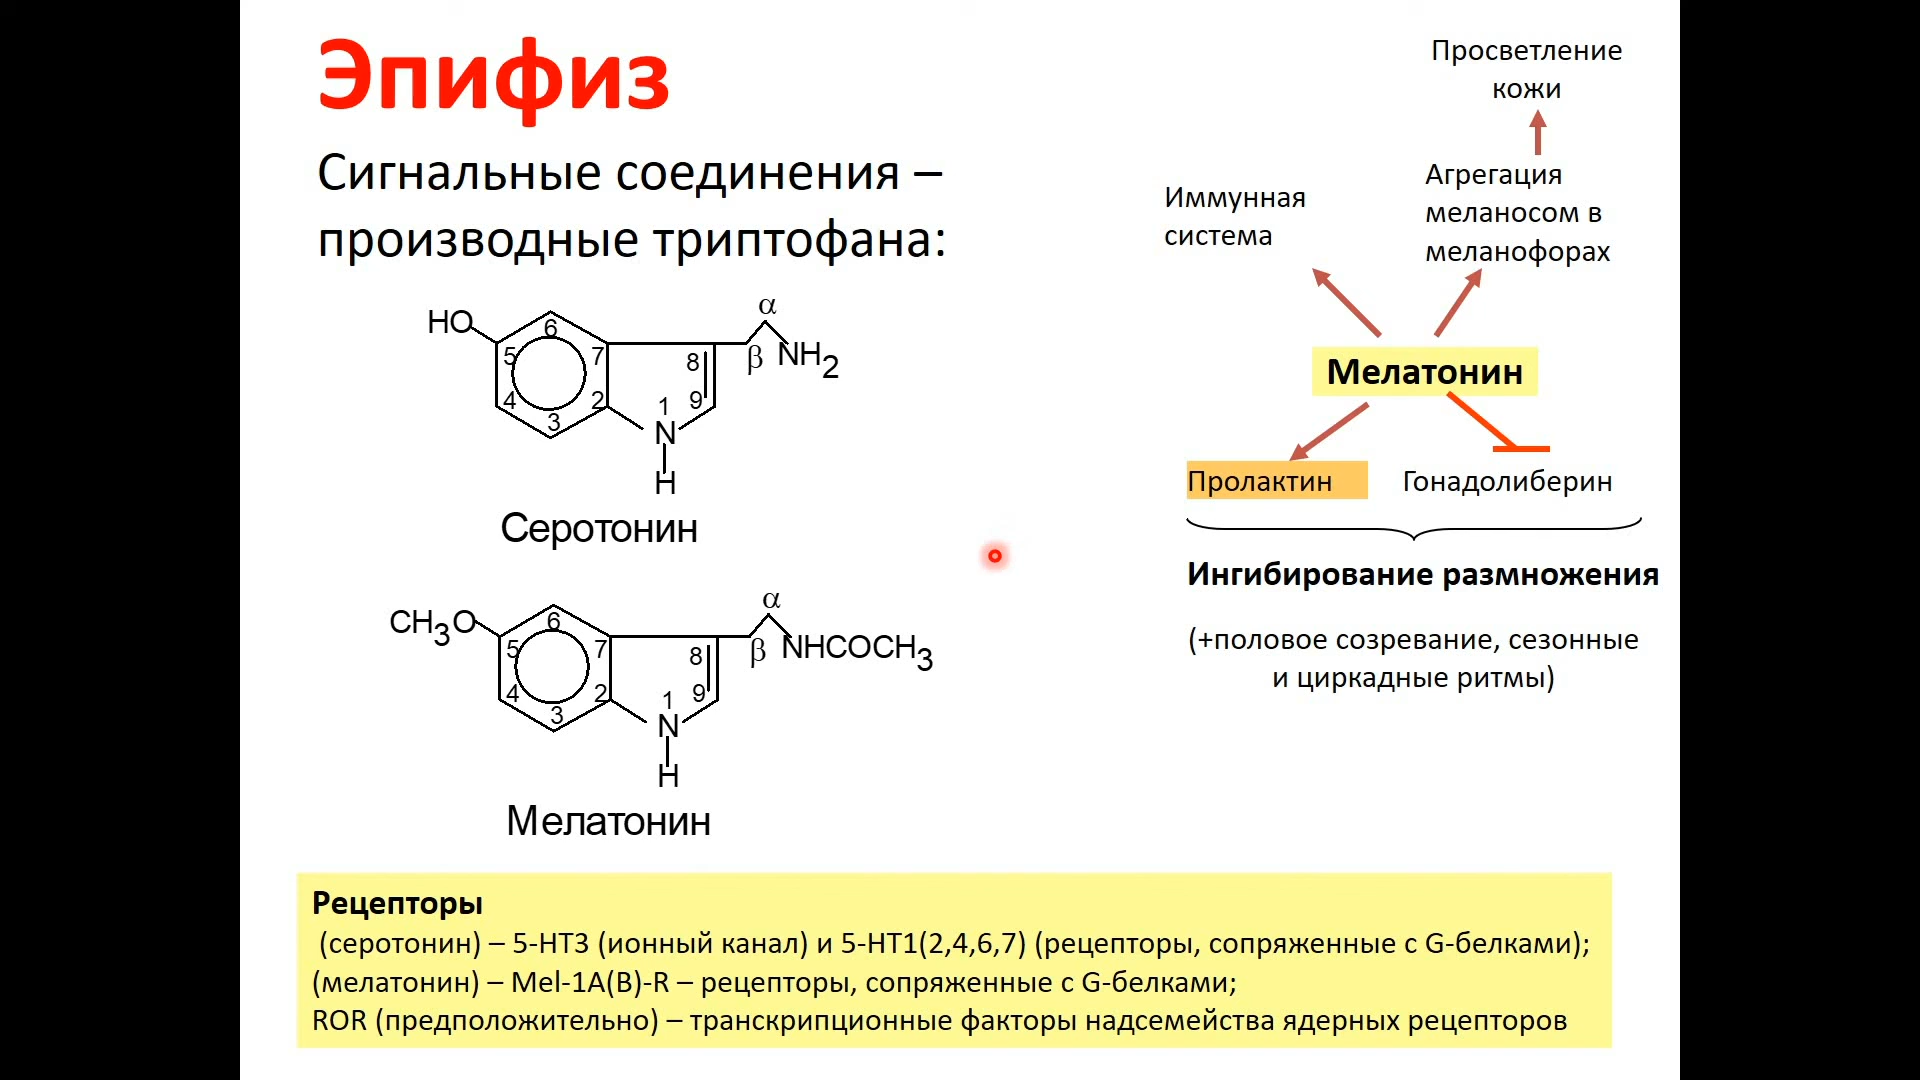 Эпифиз
Сигнальные соединения –
производные триптофана:
HO
6
5
7
4
2
3
8
9
1
N
H
α
β
NH2
Серотонин
CH3O
6
5
7
4
2
3
8
9
1
N
H
α
β
NHCOCH3
Мелатонин
Просветление
кожи
Иммунная
система
Агрегация
меланосом в
меланофорах
Мелатонин
Пролактин
Гонадолиберин
Ингибирование размножения
(+половое созревание, сезонные
и циркадные ритмы)
Рецепторы
(серотонин) – 5-HT3 (ионный канал) и 5-HT1(2,4,6,7) (рецепторы, сопряженные с G-белками);
(мелатонин) – Mel-1A(B)-R – рецепторы, сопряженные с G-белками;
ROR (предположительно) – транскрипционные факторы надсемейства ядерных рецепторов